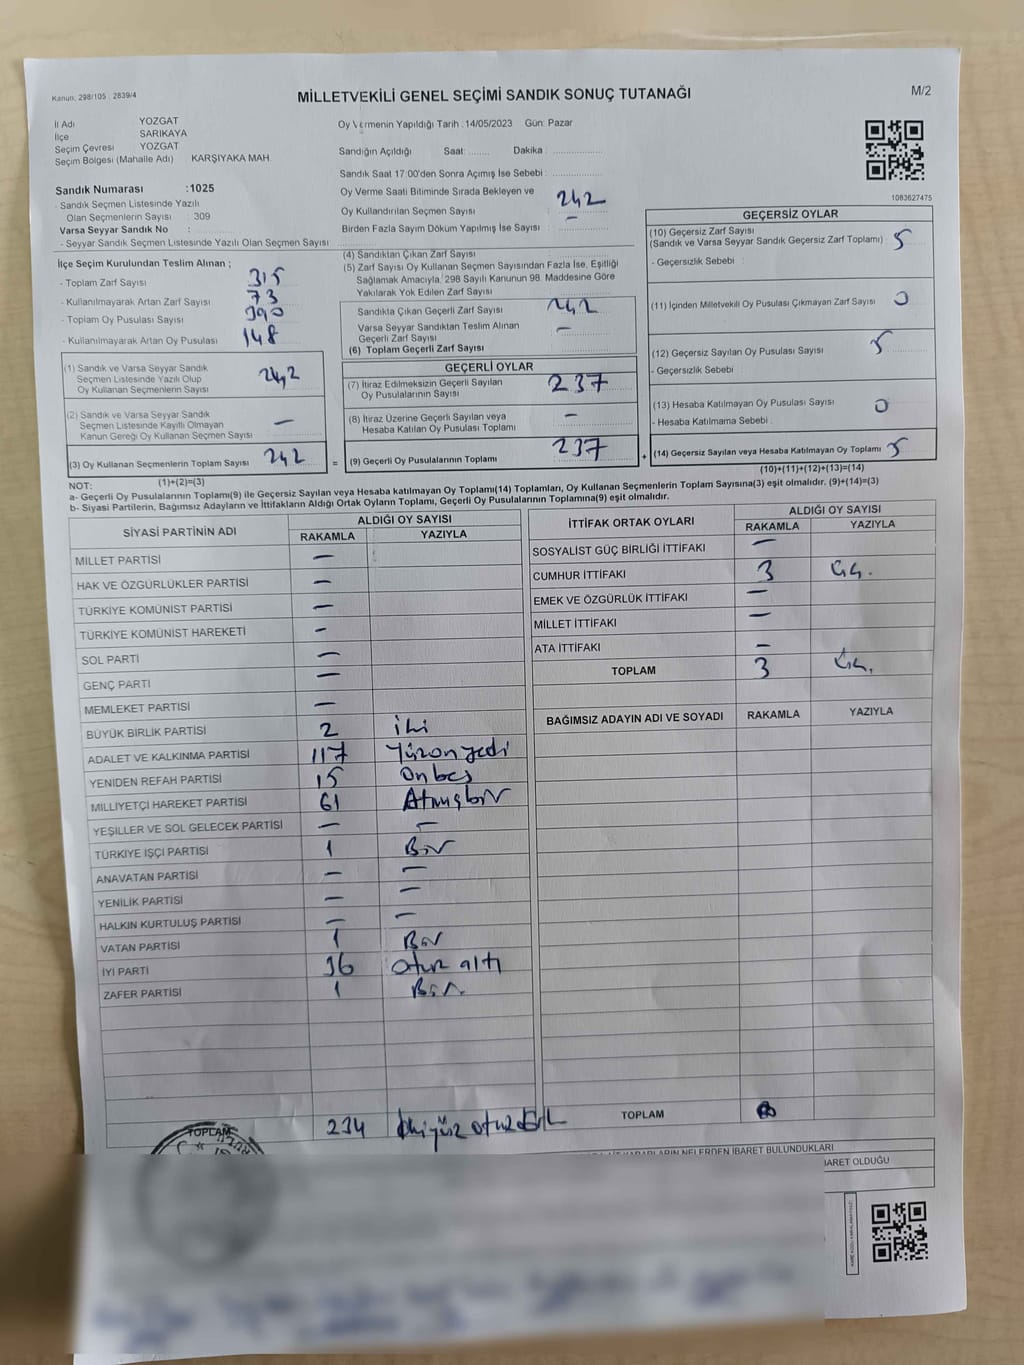 Kanun: 298/105 : 2839/4
MİLLETVEKİLİ GENEL SEÇİMİ SANDIK SONUÇ TUTANAĞI
M/2
İl Adı YOZGAT
İlçe SARIKAYA
Seçim Çevresi YOZGAT
Seçim Bölgesi (Mahalle Adı) KARŞIYAKA MAH.
Oy Vermenin Yapıldığı Tarih :14/05/2023 Gün: Pazar
Sandığın Açıldığı Saat: ........ Dakika : ..................
Sandık Saat 17:00'den Sonra Açılmış İse Sebebi : ..................
Sandık Numarası :1025
- Sandık Seçmen Listesinde Yazılı
Olan Seçmenlerin Sayısı : 309
Varsa Seyyar Sandık No :
- Seyyar Sandık Seçmen Listesinde Yazılı Olan Seçmen Sayısı
Oy Verme Saati Bitiminde Sırada Bekleyen ve
Oy Kullandırılan Seçmen Sayısı : 242
Birden Fazla Sayım Döküm Yapılmış İse Sayısı : —
1083627475
İlçe Seçim Kurulundan Teslim Alınan ;
- Toplam Zarf Sayısı 315
- Kullanılmayarak Artan Zarf Sayısı 73
- Toplam Oy Pusulası Sayısı 390
- Kullanılmayarak Artan Oy Pusulası 148
(1) Sandık ve Varsa Seyyar Sandık
Seçmen Listesinde Yazılı Olup
Oy Kullanan Seçmenlerin Sayısı 242
(2) Sandık ve Varsa Seyyar Sandık
Seçmen Listesinde Kayıtlı Olmayan
Kanun Gereği Oy Kullanan Seçmen Sayısı —
(3) Oy Kullanan Seçmenlerin Toplam Sayısı 242
(1)+(2)=(3)
(4) Sandıktan Çıkan Zarf Sayısı
(5) Zarf Sayısı Oy Kullanan Seçmen Sayısından Fazla İse, Eşitliği
Sağlamak Amacıyla, 298 Sayılı Kanunun 98. Maddesine Göre
Yakılarak Yok Edilen Zarf Sayısı
Sandıkta Çıkan Geçerli Zarf Sayısı 242
Varsa Seyyar Sandıktan Teslim Alınan
Geçerli Zarf Sayısı —
(6) Toplam Geçerli Zarf Sayısı
GEÇERLİ OYLAR
(7) İtiraz Edilmeksizin Geçerli Sayılan
Oy Pusulalarının Sayısı 237
(8) İtiraz Üzerine Geçerli Sayılan veya
Hesaba Katılan Oy Pusulası Toplamı —
= (9) Geçerli Oy Pusulalarının Toplamı 237
GEÇERSİZ OYLAR
(10) Geçersiz Zarf Sayısı
(Sandık ve Varsa Seyyar Sandık Geçersiz Zarf Toplamı) : 5
- Geçersizlik Sebebi :
(11) İçinden Milletvekili Oy Pusulası Çıkmayan Zarf Sayısı 0
(12) Geçersiz Sayılan Oy Pusulası Sayısı 5
- Geçersizlik Sebebi
(13) Hesaba Katılmayan Oy Pusulası Sayısı 0
- Hesaba Katılmama Sebebi :
+ (14) Geçersiz Sayılan veya Hesaba Katılmayan Oy Toplamı 5
(10)+(11)+(12)+(13)=(14)
NOT:
a- Geçerli Oy Pusulalarının Toplamı(9) ile Geçersiz Sayılan veya Hesaba katılmayan Oy Toplamı(14) Toplamları, Oy Kullanan Seçmenlerin Toplam Sayısına(3) eşit olmalıdır. (9)+(14)=(3)
b- Siyasi Partilerin, Bağımsız Adayların ve İttifakların Aldığı Ortak Oyların Toplamı, Geçerli Oy Pusulalarının Toplamına(9) eşit olmalıdır.
SİYASİ PARTİNİN ADI ALDIĞI OY SAYISI
RAKAMLA YAZIYLA
MİLLET PARTİSİ —
HAK VE ÖZGÜRLÜKLER PARTİSİ —
TÜRKİYE KOMÜNİST PARTİSİ —
TÜRKİYE KOMÜNİST HAREKETİ —
SOL PARTİ —
GENÇ PARTİ —
MEMLEKET PARTİSİ —
BÜYÜK BİRLİK PARTİSİ 2 iki
ADALET VE KALKINMA PARTİSİ 117 Yüzonyedi
YENİDEN REFAH PARTİSİ 15 Onbeş
MİLLİYETÇİ HAREKET PARTİSİ 61 Atmışbir
YEŞİLLER VE SOL GELECEK PARTİSİ — —
TÜRKİYE İŞÇİ PARTİSİ 1 Bir
ANAVATAN PARTİSİ — —
YENİLİK PARTİSİ — —
HALKIN KURTULUŞ PARTİSİ — —
VATAN PARTİSİ 1 Bir
İYİ PARTİ 36 otuz altı
ZAFER PARTİSİ 1 Bir
TOPLAM 234
İTTİFAK ORTAK OYLARI ALDIĞI OY SAYISI
RAKAMLA YAZIYLA
SOSYALİST GÜÇ BİRLİĞİ İTTİFAKI —
CUMHUR İTTİFAKI 3 üç.
EMEK VE ÖZGÜRLÜK İTTİFAKI —
MİLLET İTTİFAKI —
ATA İTTİFAKI —
TOPLAM 3 üç.
BAĞIMSIZ ADAYIN ADI VE SOYADI RAKAMLA YAZIYLA
TOPLAM
NELERDEN İBARET BULUNDUKLARI
BARET OLDUĞU